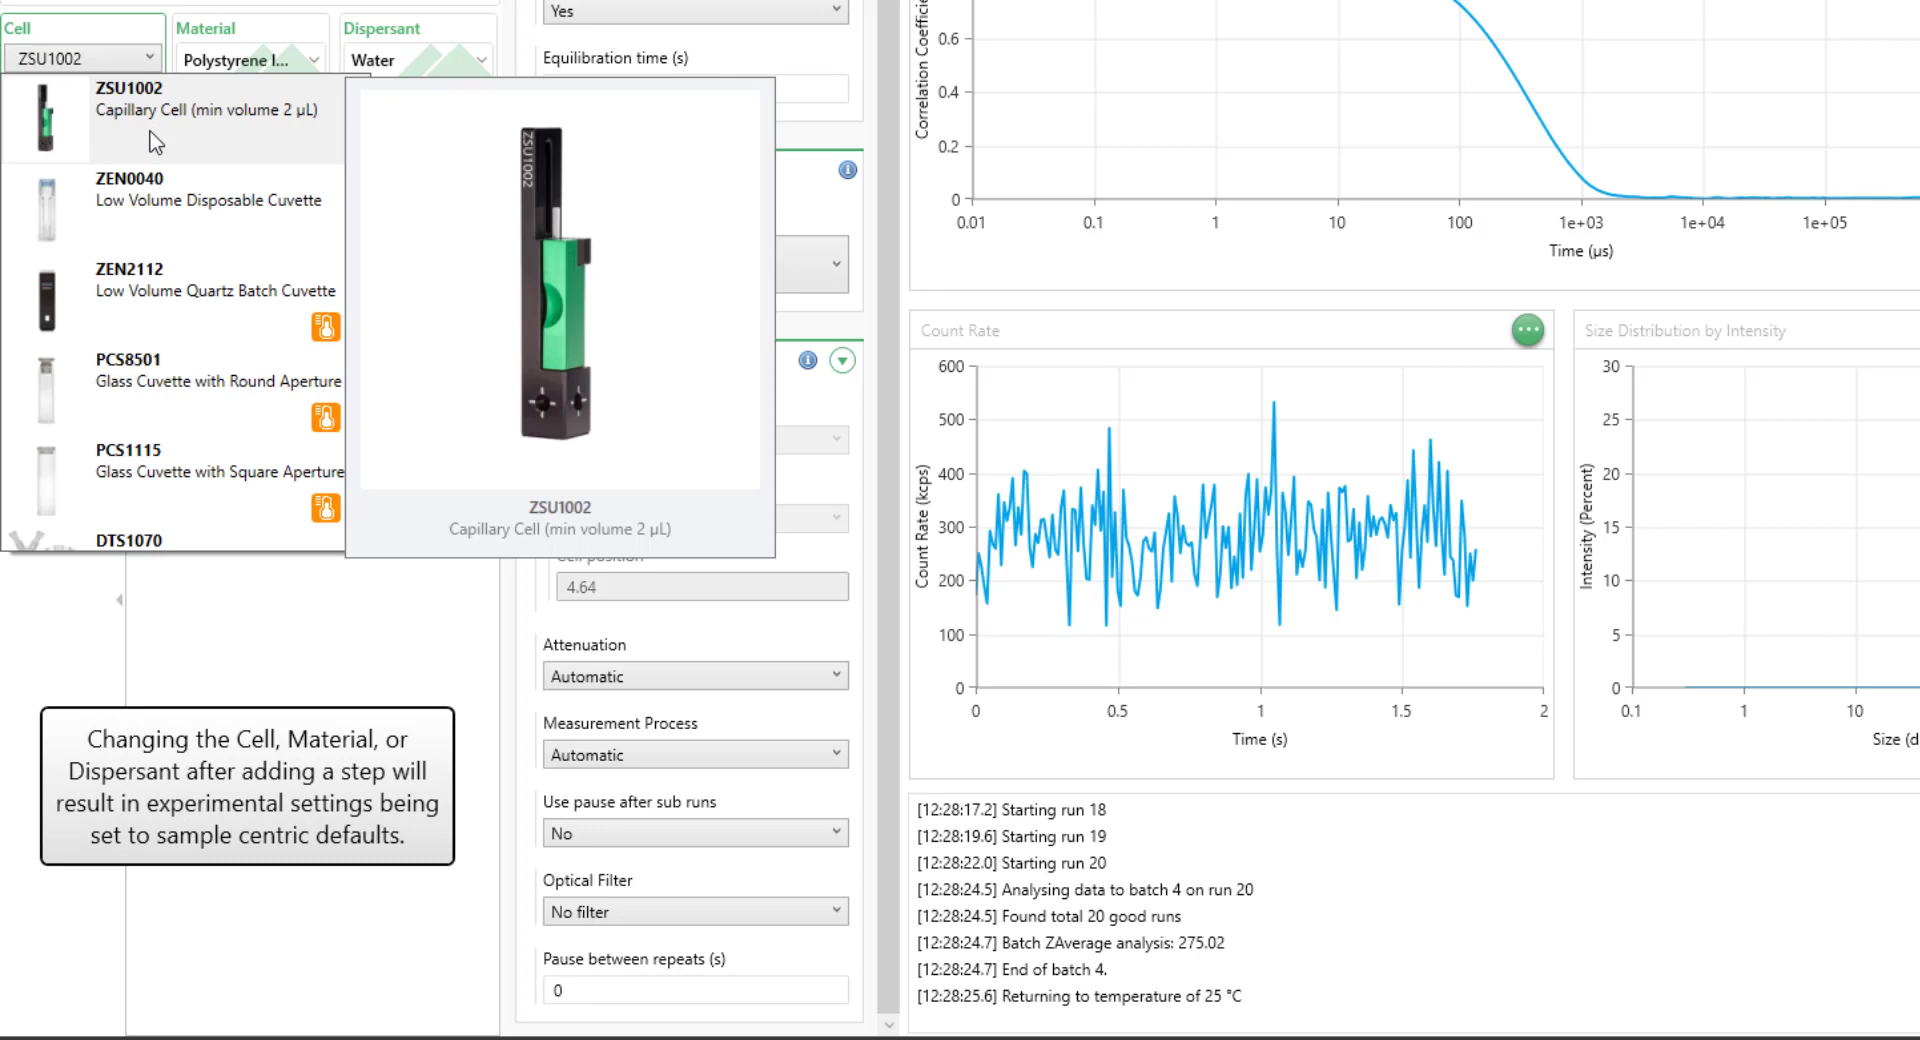 Cell
Material
Dispersant
ZSU1002
Polystyrene l...
Water
ZSU1002
Capillary Cell (min volume 2 µL)
ZEN0040
Low Volume Disposable Cuvette
ZEN2112
Low Volume Quartz Batch Cuvette
PCS8501
Glass Cuvette with Round Aperture
PCS1115
Glass Cuvette with Square Aperture
DTS1070
ZSU1002
ZSU1002
Capillary Cell (min volume 2 µL)
Changing the Cell, Material, or
Dispersant after adding a step will
result in experimental settings being
set to sample centric defaults.
Yes
Equilibration time (s)
Cell position
4.64
Attenuation
Automatic
Measurement Process
Automatic
Use pause after sub runs
No
Optical Filter
No filter
Pause between repeats (s)
0
Correlation Coefficie
0.6
0.4
0.2
0
0.01 0.1 1 10 100 1e+03 1e+04 1e+05
Time (µs)
Count Rate
Count Rate (kcps)
600
500
400
300
200
100
0
0 0.5 1 1.5 2
Time (s)
Size Distribution by Intensity
Intensity (Percent)
30
25
20
15
10
5
0
0.1 1 10
Size (d
[12:28:17.2] Starting run 18
[12:28:19.6] Starting run 19
[12:28:22.0] Starting run 20
[12:28:24.5] Analysing data to batch 4 on run 20
[12:28:24.5] Found total 20 good runs
[12:28:24.7] Batch ZAverage analysis: 275.02
[12:28:24.7] End of batch 4.
[12:28:25.6] Returning to temperature of 25 °C